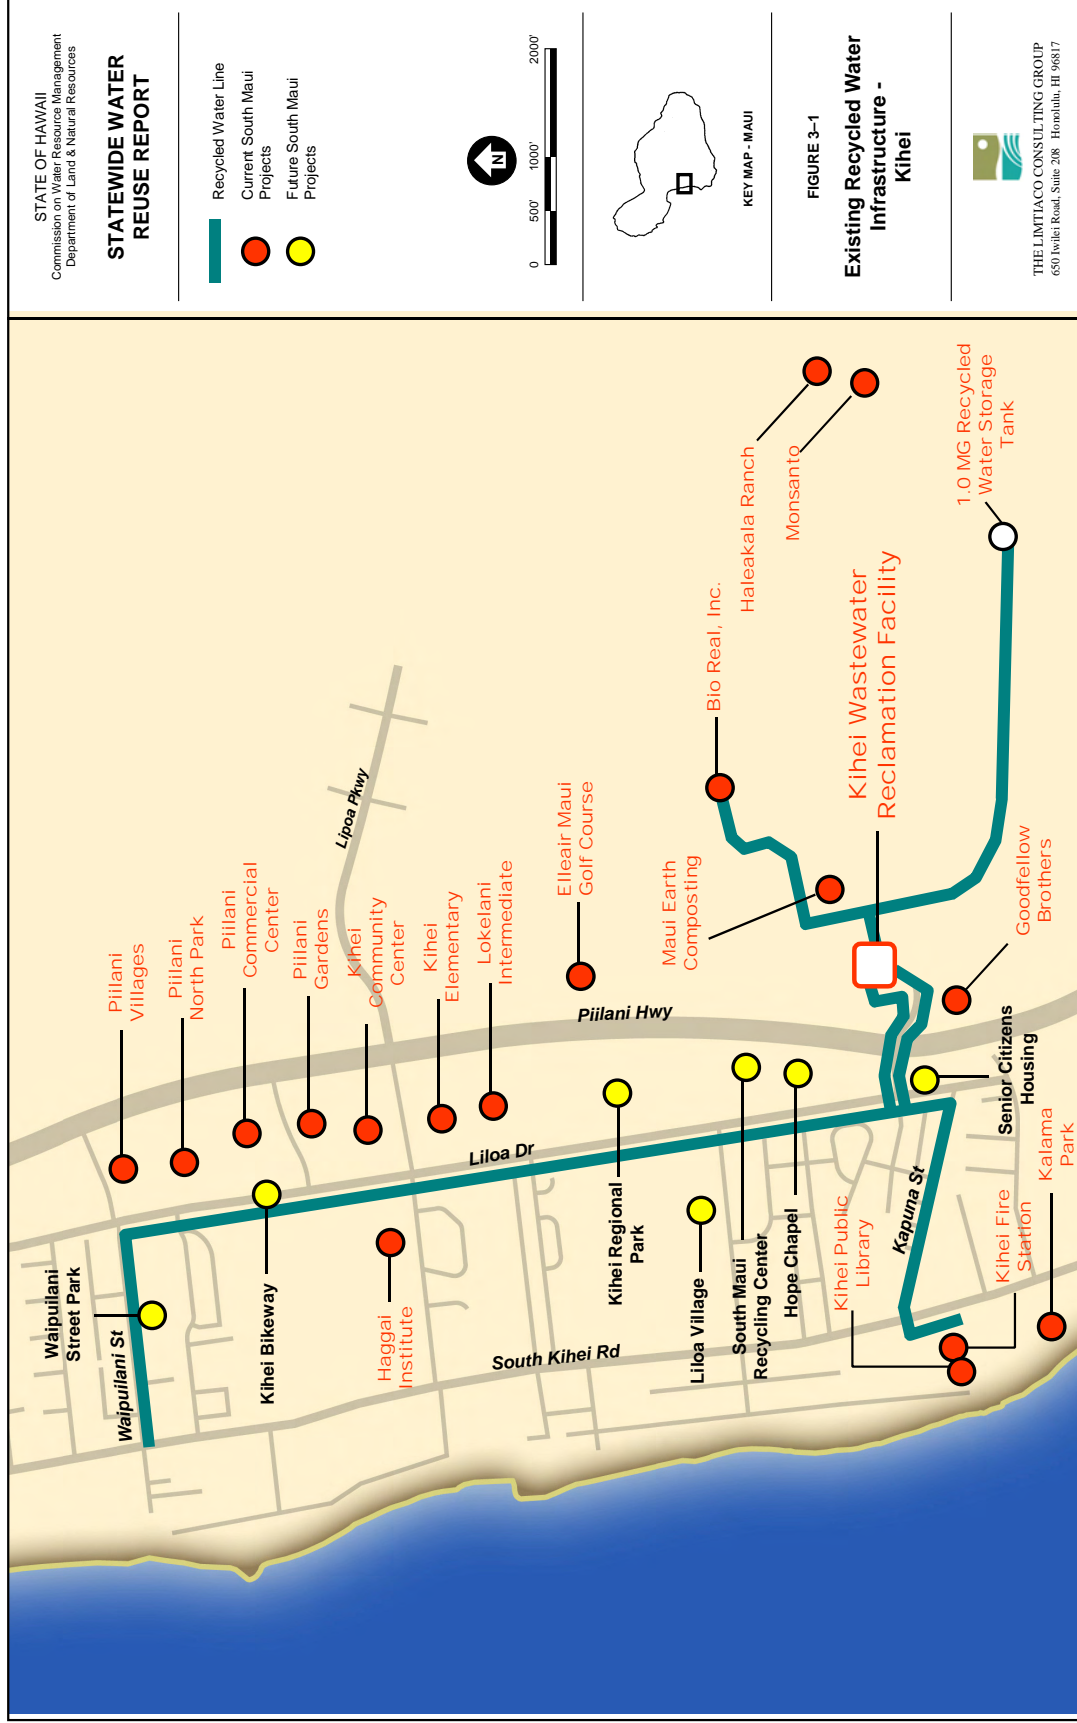 STATE OF HAWAII
Commission on Water Resource Management
Department of Land & Natural Resources
STATEWIDE WATER
REUSE REPORT
Recycled Water Line
Current South Maui
Projects
Future South Maui
Projects
N
0
500'
1000'
2000'
KEY MAP - MAUI
FIGURE 3–1
Existing Recycled Water
Infrastructure -
Kihei
THE LIMTIACO CONSULTING GROUP
650 Iwilei Road, Suite 208 Honolulu, HI 96817
Waipuilani
Street Park
Waipuilani St
Piilani
Villages
Piilani
North Park
Piilani
Commercial
Center
Piilani
Gardens
Kihei
Community
Center
Kihei
Elementary
Lokelani
Intermediate
Lipoa Pkwy
Elleair Maui
Golf Course
Piilani Hwy
Liloa Dr
Kihei Bikeway
Haggai
Institute
South Kihei Rd
Kihei Regional
Park
Liloa Village
South Maui
Recycling Center
Hope Chapel
Kihei Public
Library
Kapuna St
Kihei Fire
Station
Kalama
Park
Senior Citizens
Housing
Goodfellow
Brothers
Maui Earth
Composting
Bio Real, Inc.
Haleakala Ranch
Monsanto
Kihei Wastewater
Reclamation Facility
1.0 MG Recycled
Water Storage
Tank